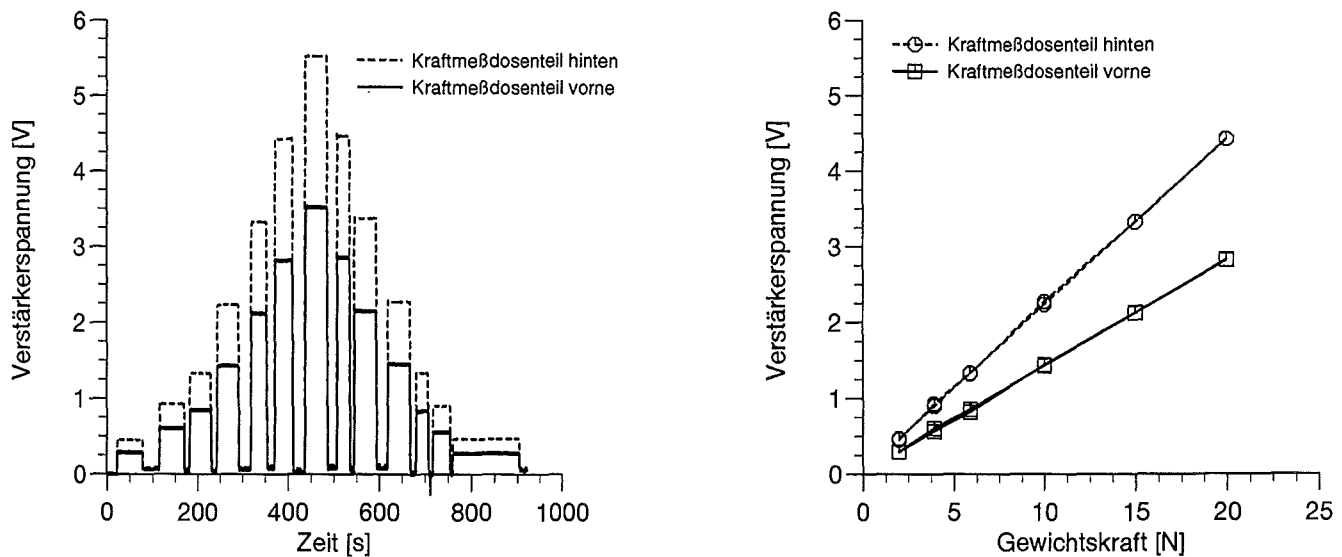 6
5
4
3
2
1
0
Verstärkerspannung [V]
Kraftmeßdosenteil hinten
Kraftmeßdosenteil vorne
0 200 400 600 800 1000
Zeit [s]
6
5
4
3
2
1
0
Verstärkerspannung [V]
Kraftmeßdosenteil hinten
Kraftmeßdosenteil vorne
0 5 10 15 20 25
Gewichtskraft [N]